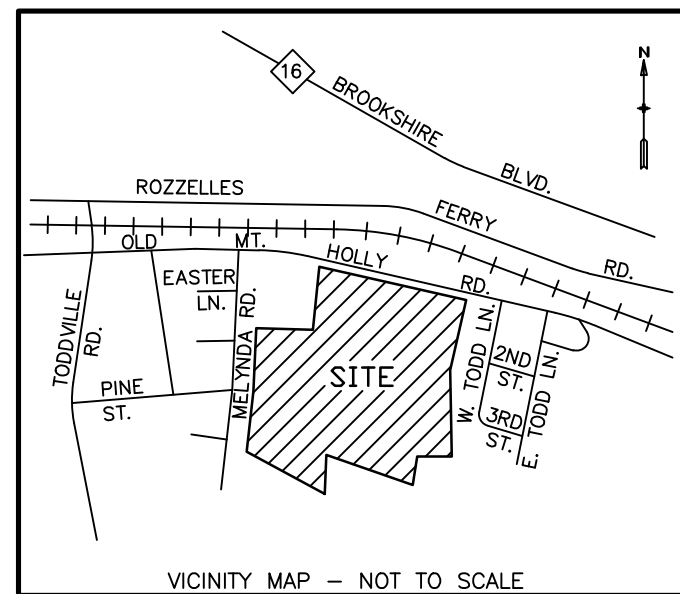 N
16
BROOKSHIRE
BLVD.
ROZZELLES
FERRY
RD.
OLD MT. HOLLY RD.
EASTER
LN.
TODDVILLE
RD.
MELYNDA RD.
PINE
ST.
SITE
W. TODD LN.
2ND
ST.
3RD
ST.
E. TODD LN.
VICINITY MAP - NOT TO SCALE